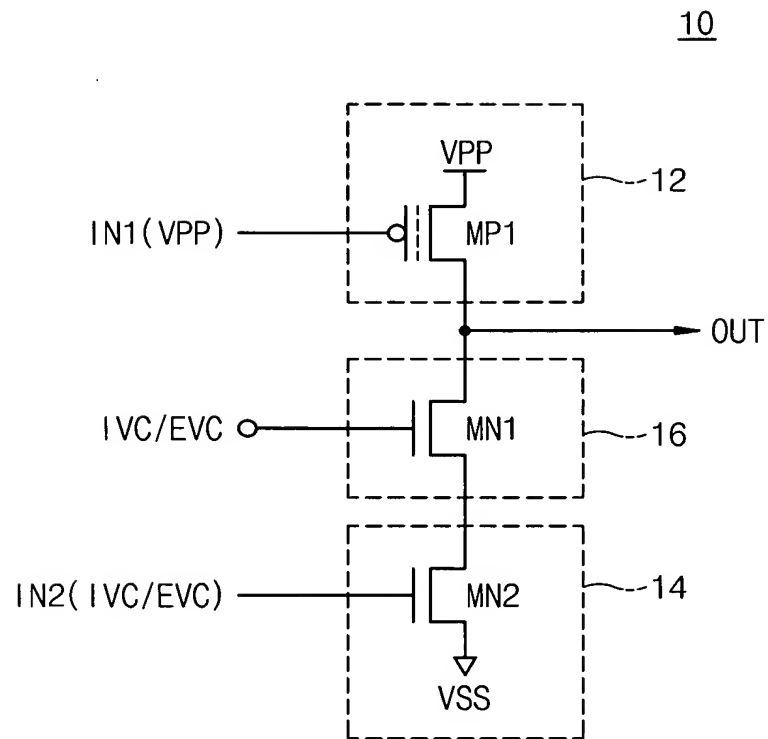 10
VPP
12
IN1(VPP)
MP1
OUT
IVC/EVC
MN1
16
IN2(IVC/EVC)
MN2
14
VSS